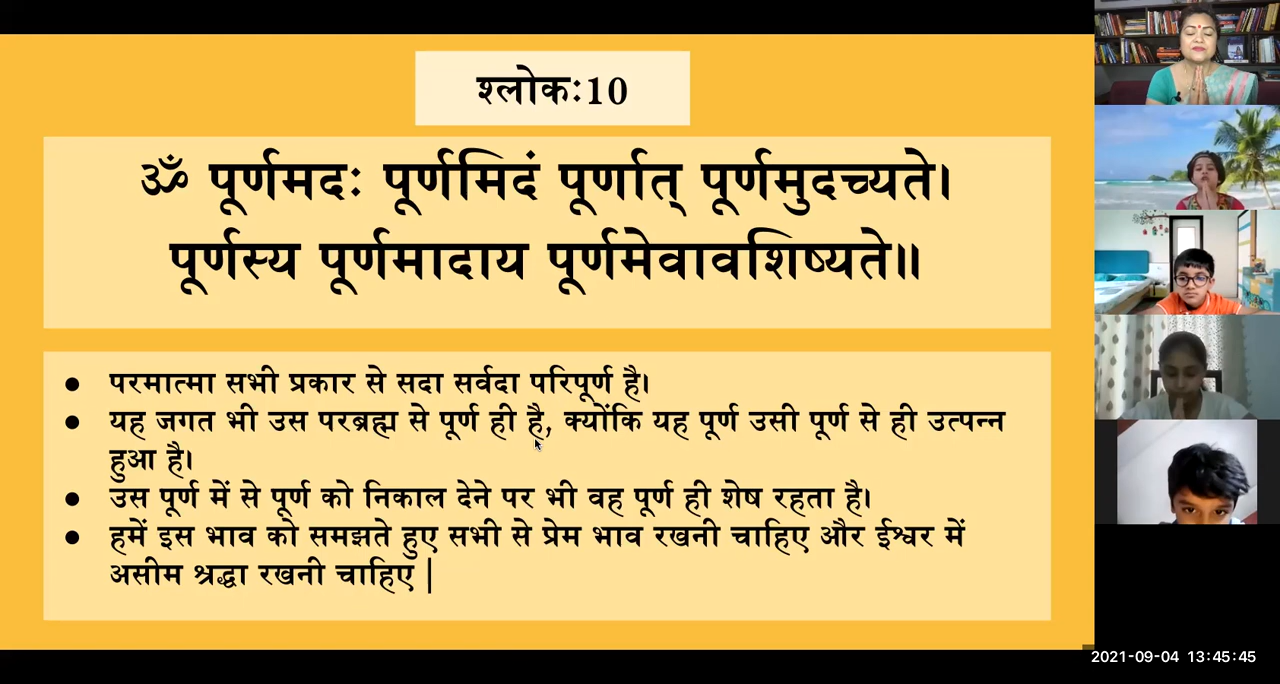 श्लोकः10
ॐ पूर्णमदः पूर्णमिदं पूर्णात् पूर्णमुदच्यते।
पूर्णस्य पूर्णमादाय पूर्णमेवावशिष्यते॥
● परमात्मा सभी प्रकार से सदा सर्वदा परिपूर्ण है।
● यह जगत भी उस परब्रह्म से पूर्ण ही है, क्योंकि यह पूर्ण उसी पूर्ण से ही उत्पन्न
हुआ है।
● उस पूर्ण में से पूर्ण को निकाल देने पर भी वह पूर्ण ही शेष रहता है।
● हमें इस भाव को समझते हुए सभी से प्रेम भाव रखनी चाहिए और ईश्वर में
असीम श्रद्धा रखनी चाहिए |
2021-09-04 13:45:45